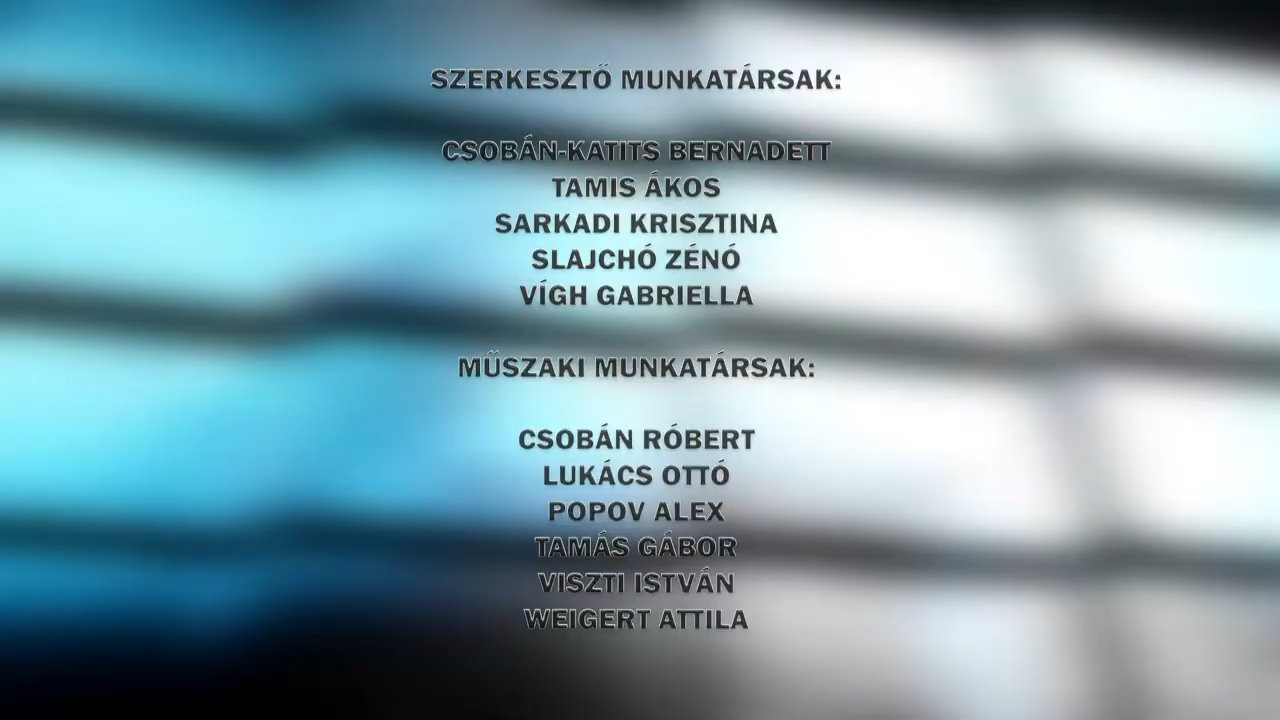 SZERKESZTŐ MUNKATÁRSAK:
CSOBÁN-KATITS BERNADETT
TAMIS ÁKOS
SARKADI KRISZTINA
SLAJCHÓ ZÉNÓ
VÍGH GABRIELLA
MŰSZAKI MUNKATÁRSAK:
CSOBÁN RÓBERT
LUKÁCS OTTÓ
POPOV ALEX
TAMÁS GÁBOR
VISZTI ISTVÁN
WEIGERT ATTILA